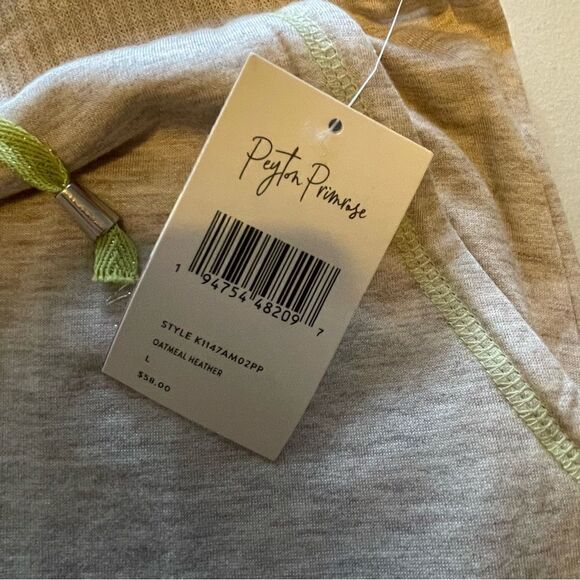 Peyton Primrose
1 94754 48209 7
STYLE K1147AM02PP
OATMEAL HEATHER
L
$58.00